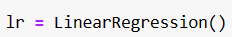 lr = LinearRegression()